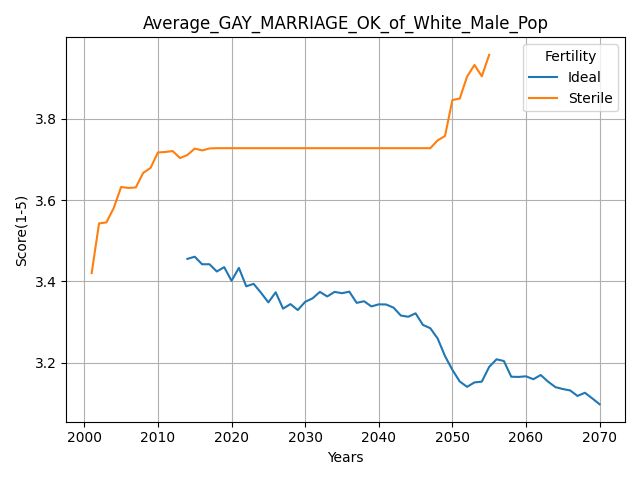 Average_GAY_MARRIAGE_OK_of_White_Male_Pop
Fertility
Ideal
Sterile
Score(1-5)
3.8
3.6
3.4
3.2
2000 2010 2020 2030 2040 2050 2060 2070
Years